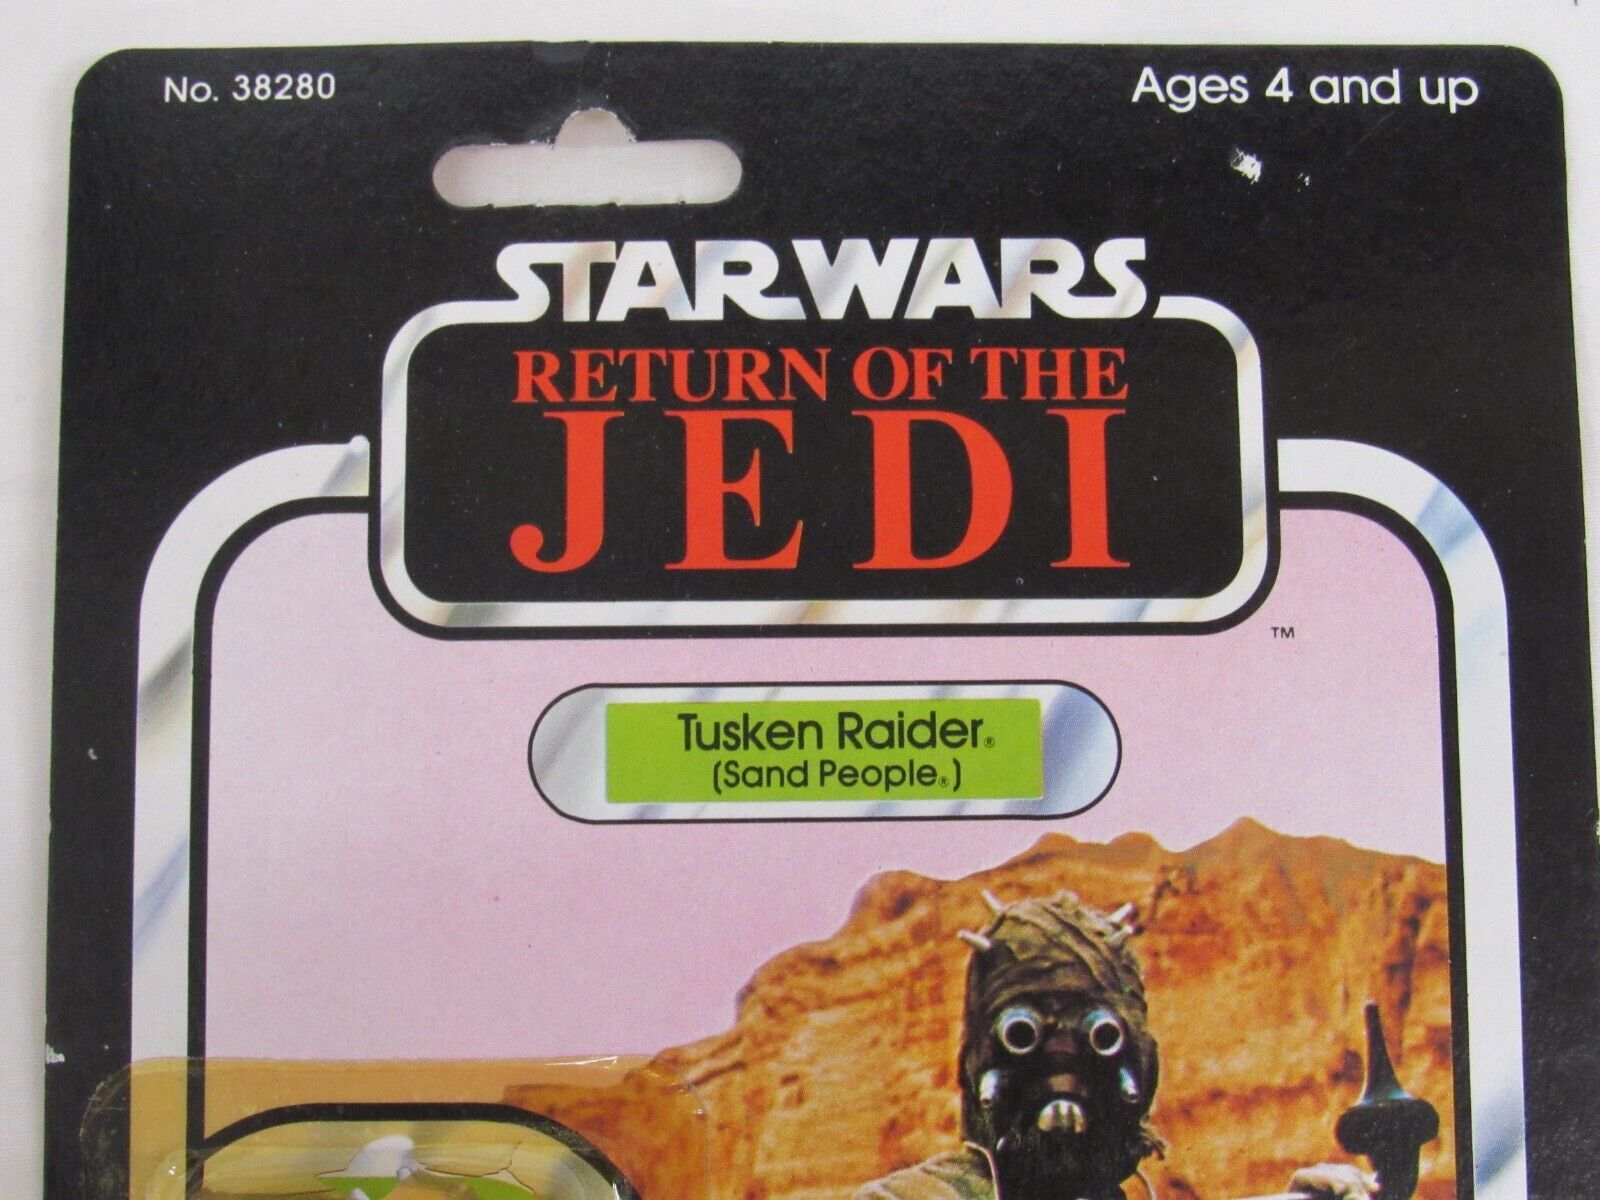 No. 38280
Ages 4 and up
STAR WARS
RETURN OF THE
JEDI
TM
Tusken Raider®
(Sand People®)